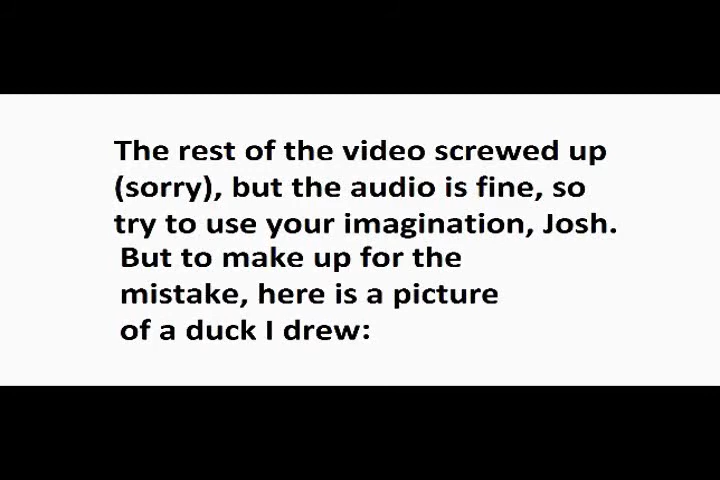 The rest of the video screwed up
(sorry), but the audio is fine, so
try to use your imagination, Josh.
But to make up for the
mistake, here is a picture
of a duck I drew: